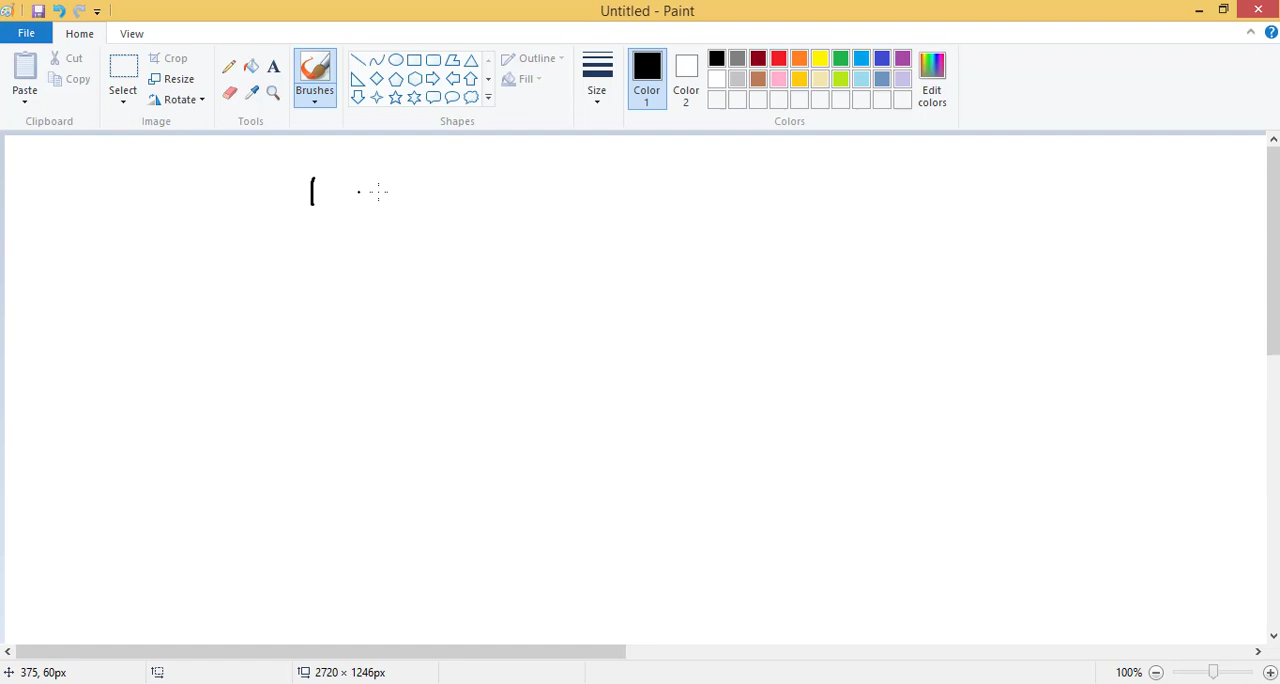 Untitled - Paint
File Home View
Paste Cut Copy Clipboard
Select Crop Resize Rotate Image
Tools
Brushes
Shapes
Outline Fill
Size
Color 1 Color 2 Edit colors Colors
375, 60px 2720 × 1246px 100%